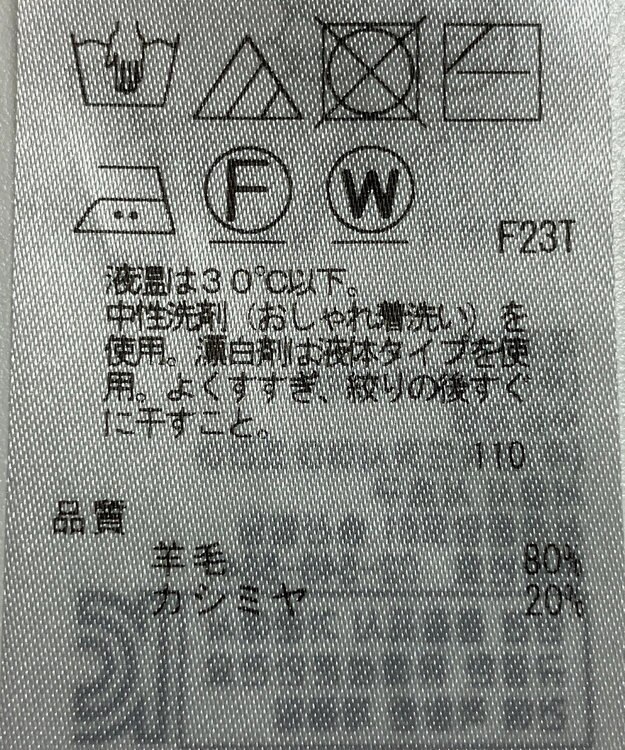 F
W
F23T
液温は30℃以下。
中性洗剤（おしゃれ着洗い）を
使用。漂白剤は液体タイプを使
用。よくすすぎ、絞りの後すぐ
に干すこと。
110
品質
羊毛 80%
カシミヤ 20%